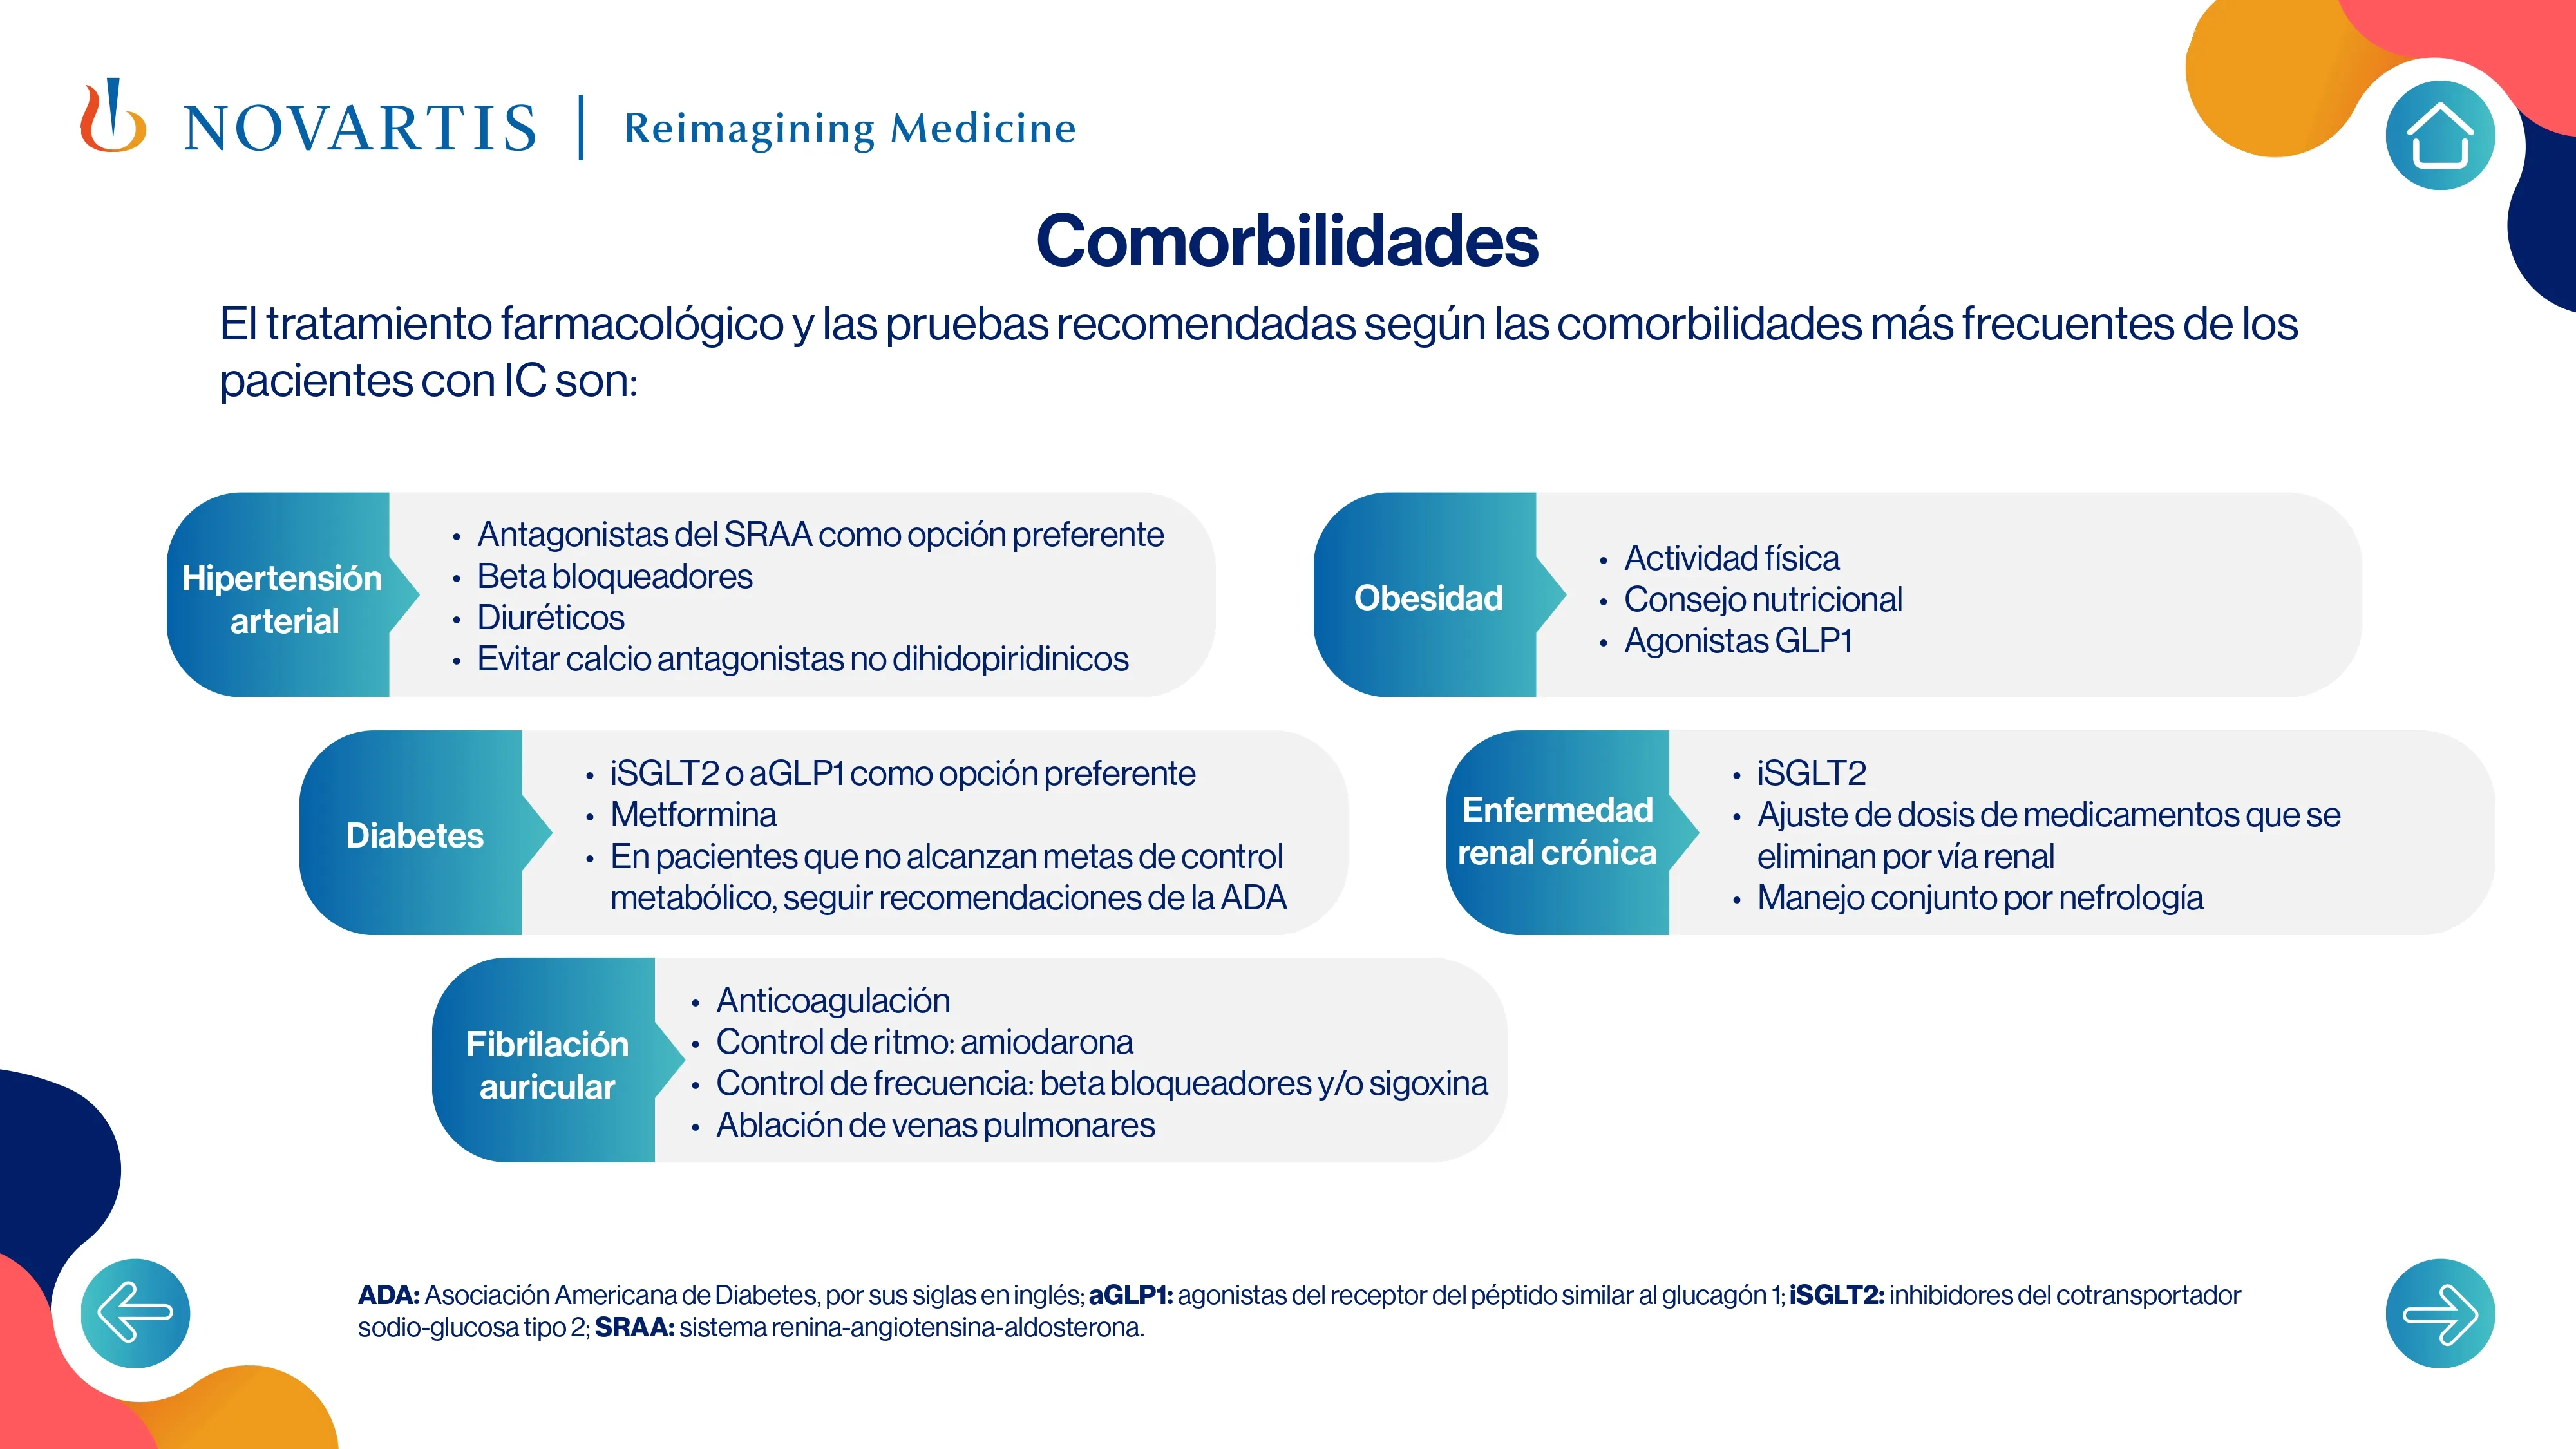 NOVARTIS | Reimagining Medicine
Comorbilidades
El tratamiento farmacológico y las pruebas recomendadas según las comorbilidades más frecuentes de los
pacientes con IC son:
Hipertensión
arterial
• Antagonistas del SRAA como opción preferente
• Beta bloqueadores
• Diuréticos
• Evitar calcio antagonistas no dihidopiridinicos
Obesidad
• Actividad física
• Consejo nutricional
• Agonistas GLP1
Diabetes
• iSGLT2 o aGLP1 como opción preferente
• Metformina
• En pacientes que no alcanzan metas de control
metabólico, seguir recomendaciones de la ADA
Enfermedad
renal crónica
• iSGLT2
• Ajuste de dosis de medicamentos que se
eliminan por vía renal
• Manejo conjunto por nefrología
Fibrilación
auricular
• Anticoagulación
• Control de ritmo: amiodarona
• Control de frecuencia: beta bloqueadores y/o sigoxina
• Ablación de venas pulmonares
ADA: Asociación Americana de Diabetes, por sus siglas en inglés; aGLP1: agonistas del receptor del péptido similar al glucagón 1; iSGLT2: inhibidores del cotransportador
sodio-glucosa tipo 2; SRAA: sistema renina-angiotensina-aldosterona.